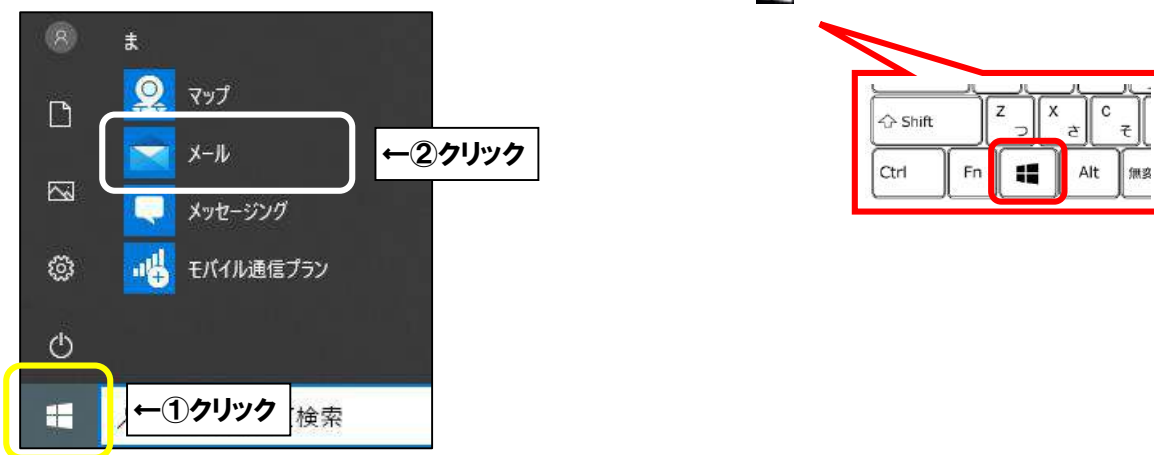 ま
マップ
メール
←②クリック
メッセージング
モバイル通信プラン
←①クリック
検索
Shift
Z
つ
X
さ
C
そ
Ctrl
Fn
Alt
無変